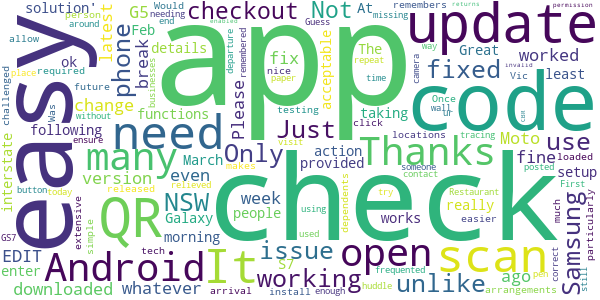 app
check
easy
code
update
QR
need
many
Android
It
scan
open
Thanks
NSW
working
unlike
issue
Samsung
phone
checkout
Not
fixed
Just
Only
use
fine
Please
fix
break
version
change
latest
G5
Feb
ok
solution'
Would
allow
details
functions
following
required
interstate
challenged
needing
person
around
The
At
remembers
Great
worked
least
taking
Moto
setup
week
even
March
action
provided
people
acceptable
Galaxy
morning
works
really
ago
S7
EDIT
enter
downloaded
whatever
GS7
button
today
simple
tech
arrival
install
enough
released
relieved
extensive
makes
visit
using
used
Was
future
without
ensure
businesses
departure
remembered
nice
paper
end
enabled
repeat
time
testing
click
locations
tracing
someone
contact
Restaurant
frequented
dependents
try
huddle
pen
arrangements
First
posted
easier
much
particularly
correct
still
loaded
Once
wall
ur
Vic
way
camera
missing
Guess
permission
returns
invalid
place
CBM